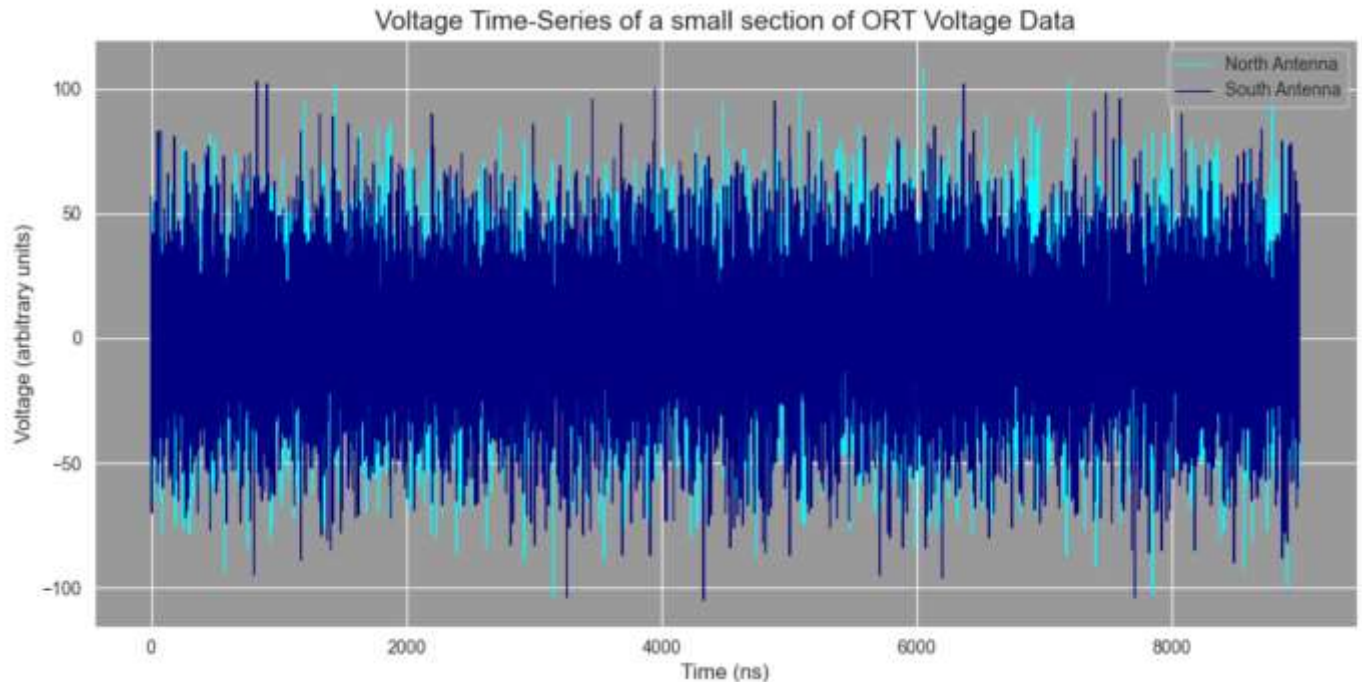 Voltage Time-Series of a small section of ORT Voltage Data
North Antenna
South Antenna
100
50
0
−50
−100
Voltage (arbitrary units)
0 2000 4000 6000 8000
Time (ns)